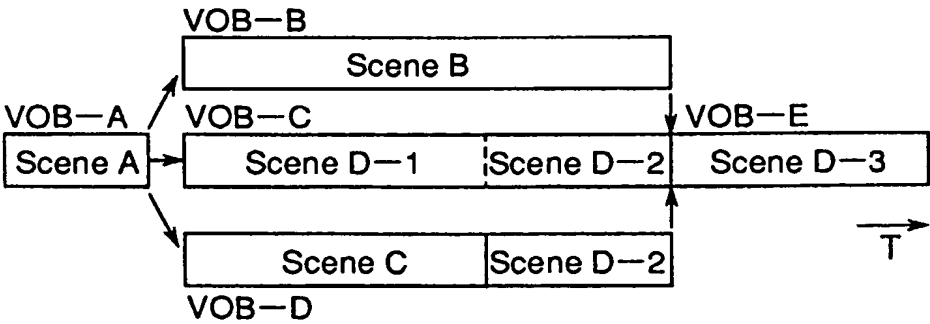 VOB—B
Scene B
VOB—A
VOB—C
VOB—E
Scene A
Scene D—1
Scene D—2
Scene D—3
T
Scene C
Scene D—2
VOB—D